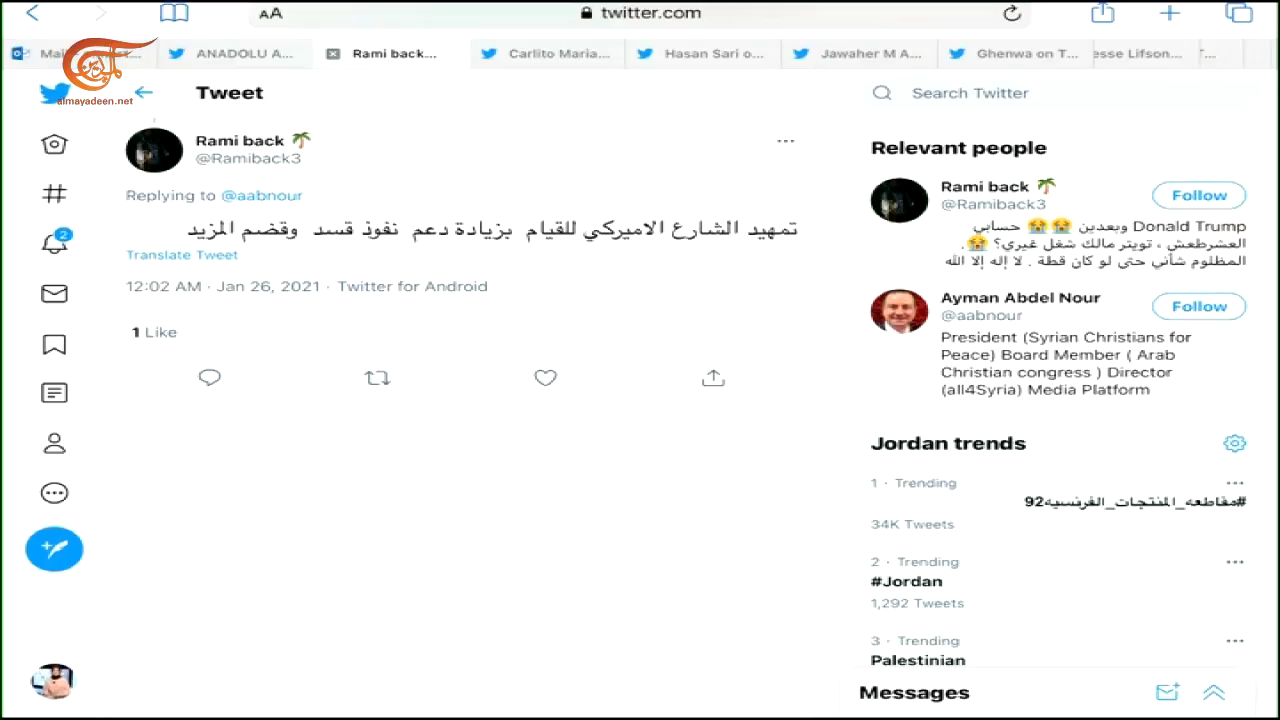 AA
twitter.com
ANADOLU A...
Rami back...
Carlito Maria...
Hasan Sari o...
Jawaher M A...
Ghenwa on T...
esse Lifson...
الميادين
almayadeen.net
Tweet
Search Twitter
Rami back 🌴
@Ramiback3
Replying to @aabnour
تمهيد الشارع الاميركي للقيام بزيادة دعم نفوذ قسد وقضم المزيد
Translate Tweet
12:02 AM · Jan 26, 2021 · Twitter for Android
1 Like
2
Relevant people
Rami back 🌴
@Ramiback3
Follow
Donald Trump وبعدين 😭😭 حسابي
العشرطعش ، تويتر مالك شغل غيري؟ 😭.
المظلوم شأني حتى لو كان قطة . لا إله إلا الله
Ayman Abdel Nour
@aabnour
Follow
President (Syrian Christians for
Peace) Board Member ( Arab
Christian congress ) Director
(all4Syria) Media Platform
Jordan trends
1 · Trending
#مقاطعه_المنتجات_الفرنسيه92
34K Tweets
2 · Trending
#Jordan
1,292 Tweets
3 · Trending
Palestinian
Messages